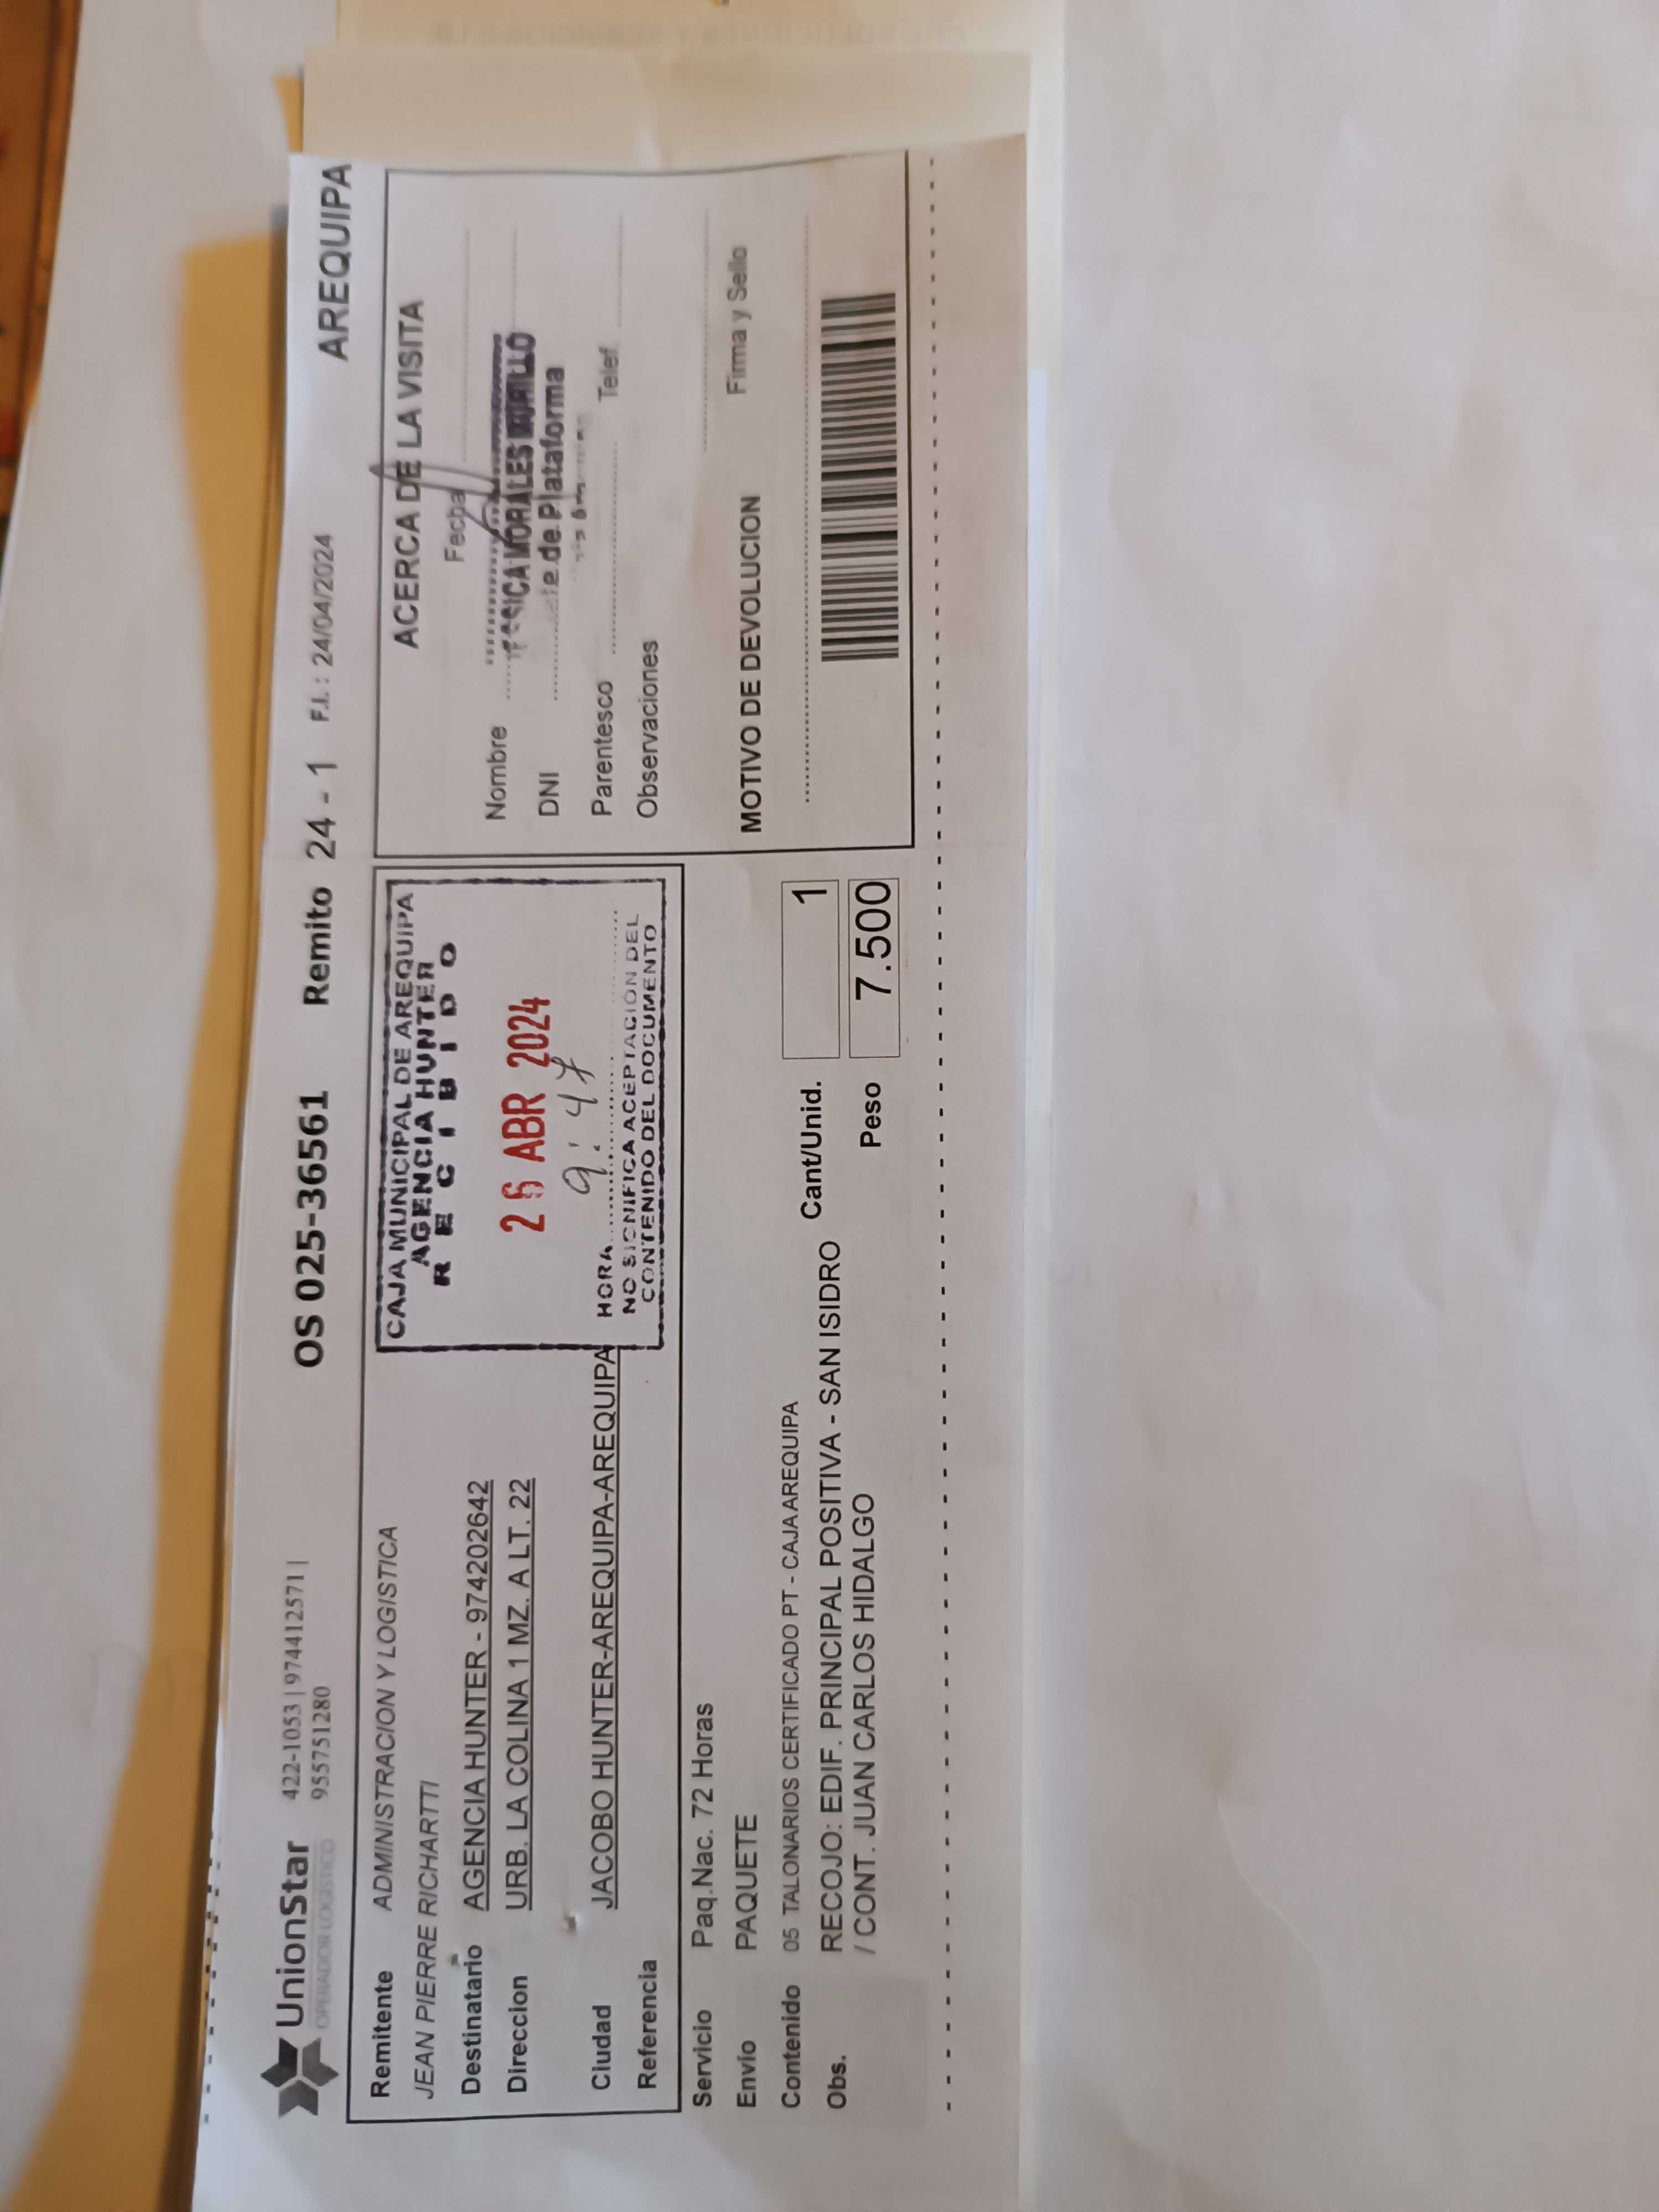 UnionStar
OPERADOR LOGISTICO
422-1053 | 974412571 |
955751280
OS 025-36561
Remito 24 - 1 F.I. : 24/04/2024
AREQUIPA
Remitente ADMINISTRACION Y LOGISTICA
JEAN PIERRE RICHARTTI
Destinatario AGENCIA HUNTER - 974202642
Direccion URB. LA COLINA 1 MZ. A LT. 22
Ciudad JACOBO HUNTER-AREQUIPA-AREQUIPA
Referencia
CAJA MUNICIPAL DE AREQUIPA
AGENCIA HUNTER
RECIBIDO
26 ABR 2024
HORA 9:47
NO SIGNIFICA ACEPTACION DEL
CONTENIDO DEL DOCUMENTO
Servicio Paq.Nac. 72 Horas
Envio PAQUETE
Contenido 05 TALONARIOS CERTIFICADO PT - CAJA AREQUIPA
Obs. RECOJO: EDIF. PRINCIPAL POSITIVA - SAN ISIDRO
/ CONT. JUAN CARLOS HIDALGO
Cant/Unid. 1
Peso 7.500
ACERCA DE LA VISITA
Fecha
Nombre MORALES
DNI de Plataforma
Parentesco Telef.
Observaciones
MOTIVO DE DEVOLUCION Firma y Sello